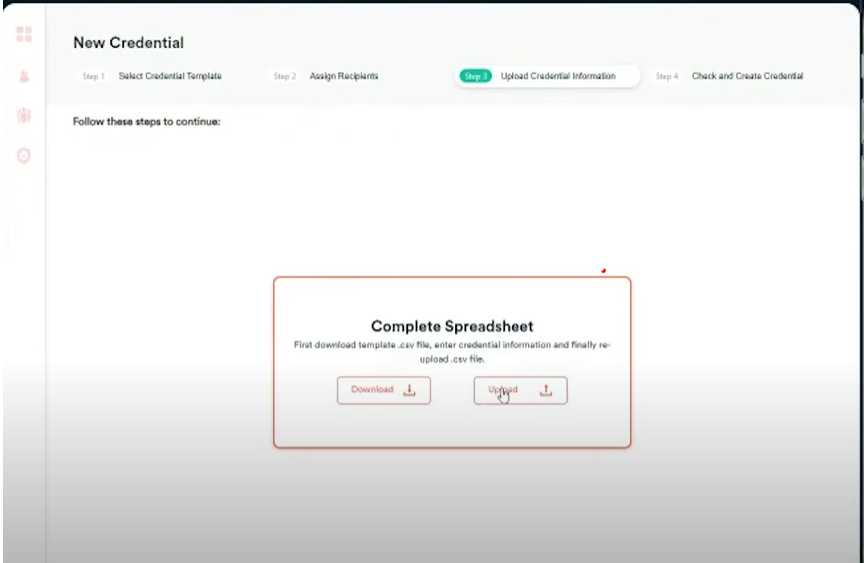 New Credential
Step 1 Select Credential Template Step 2 Assign Recipients Step 3 Upload Credential Information Step 4 Check and Create Credential
Follow these steps to continue:
Complete Spreadsheet
First download template .csv file, enter credential information and finally re-
upload .csv file.
Download Upload